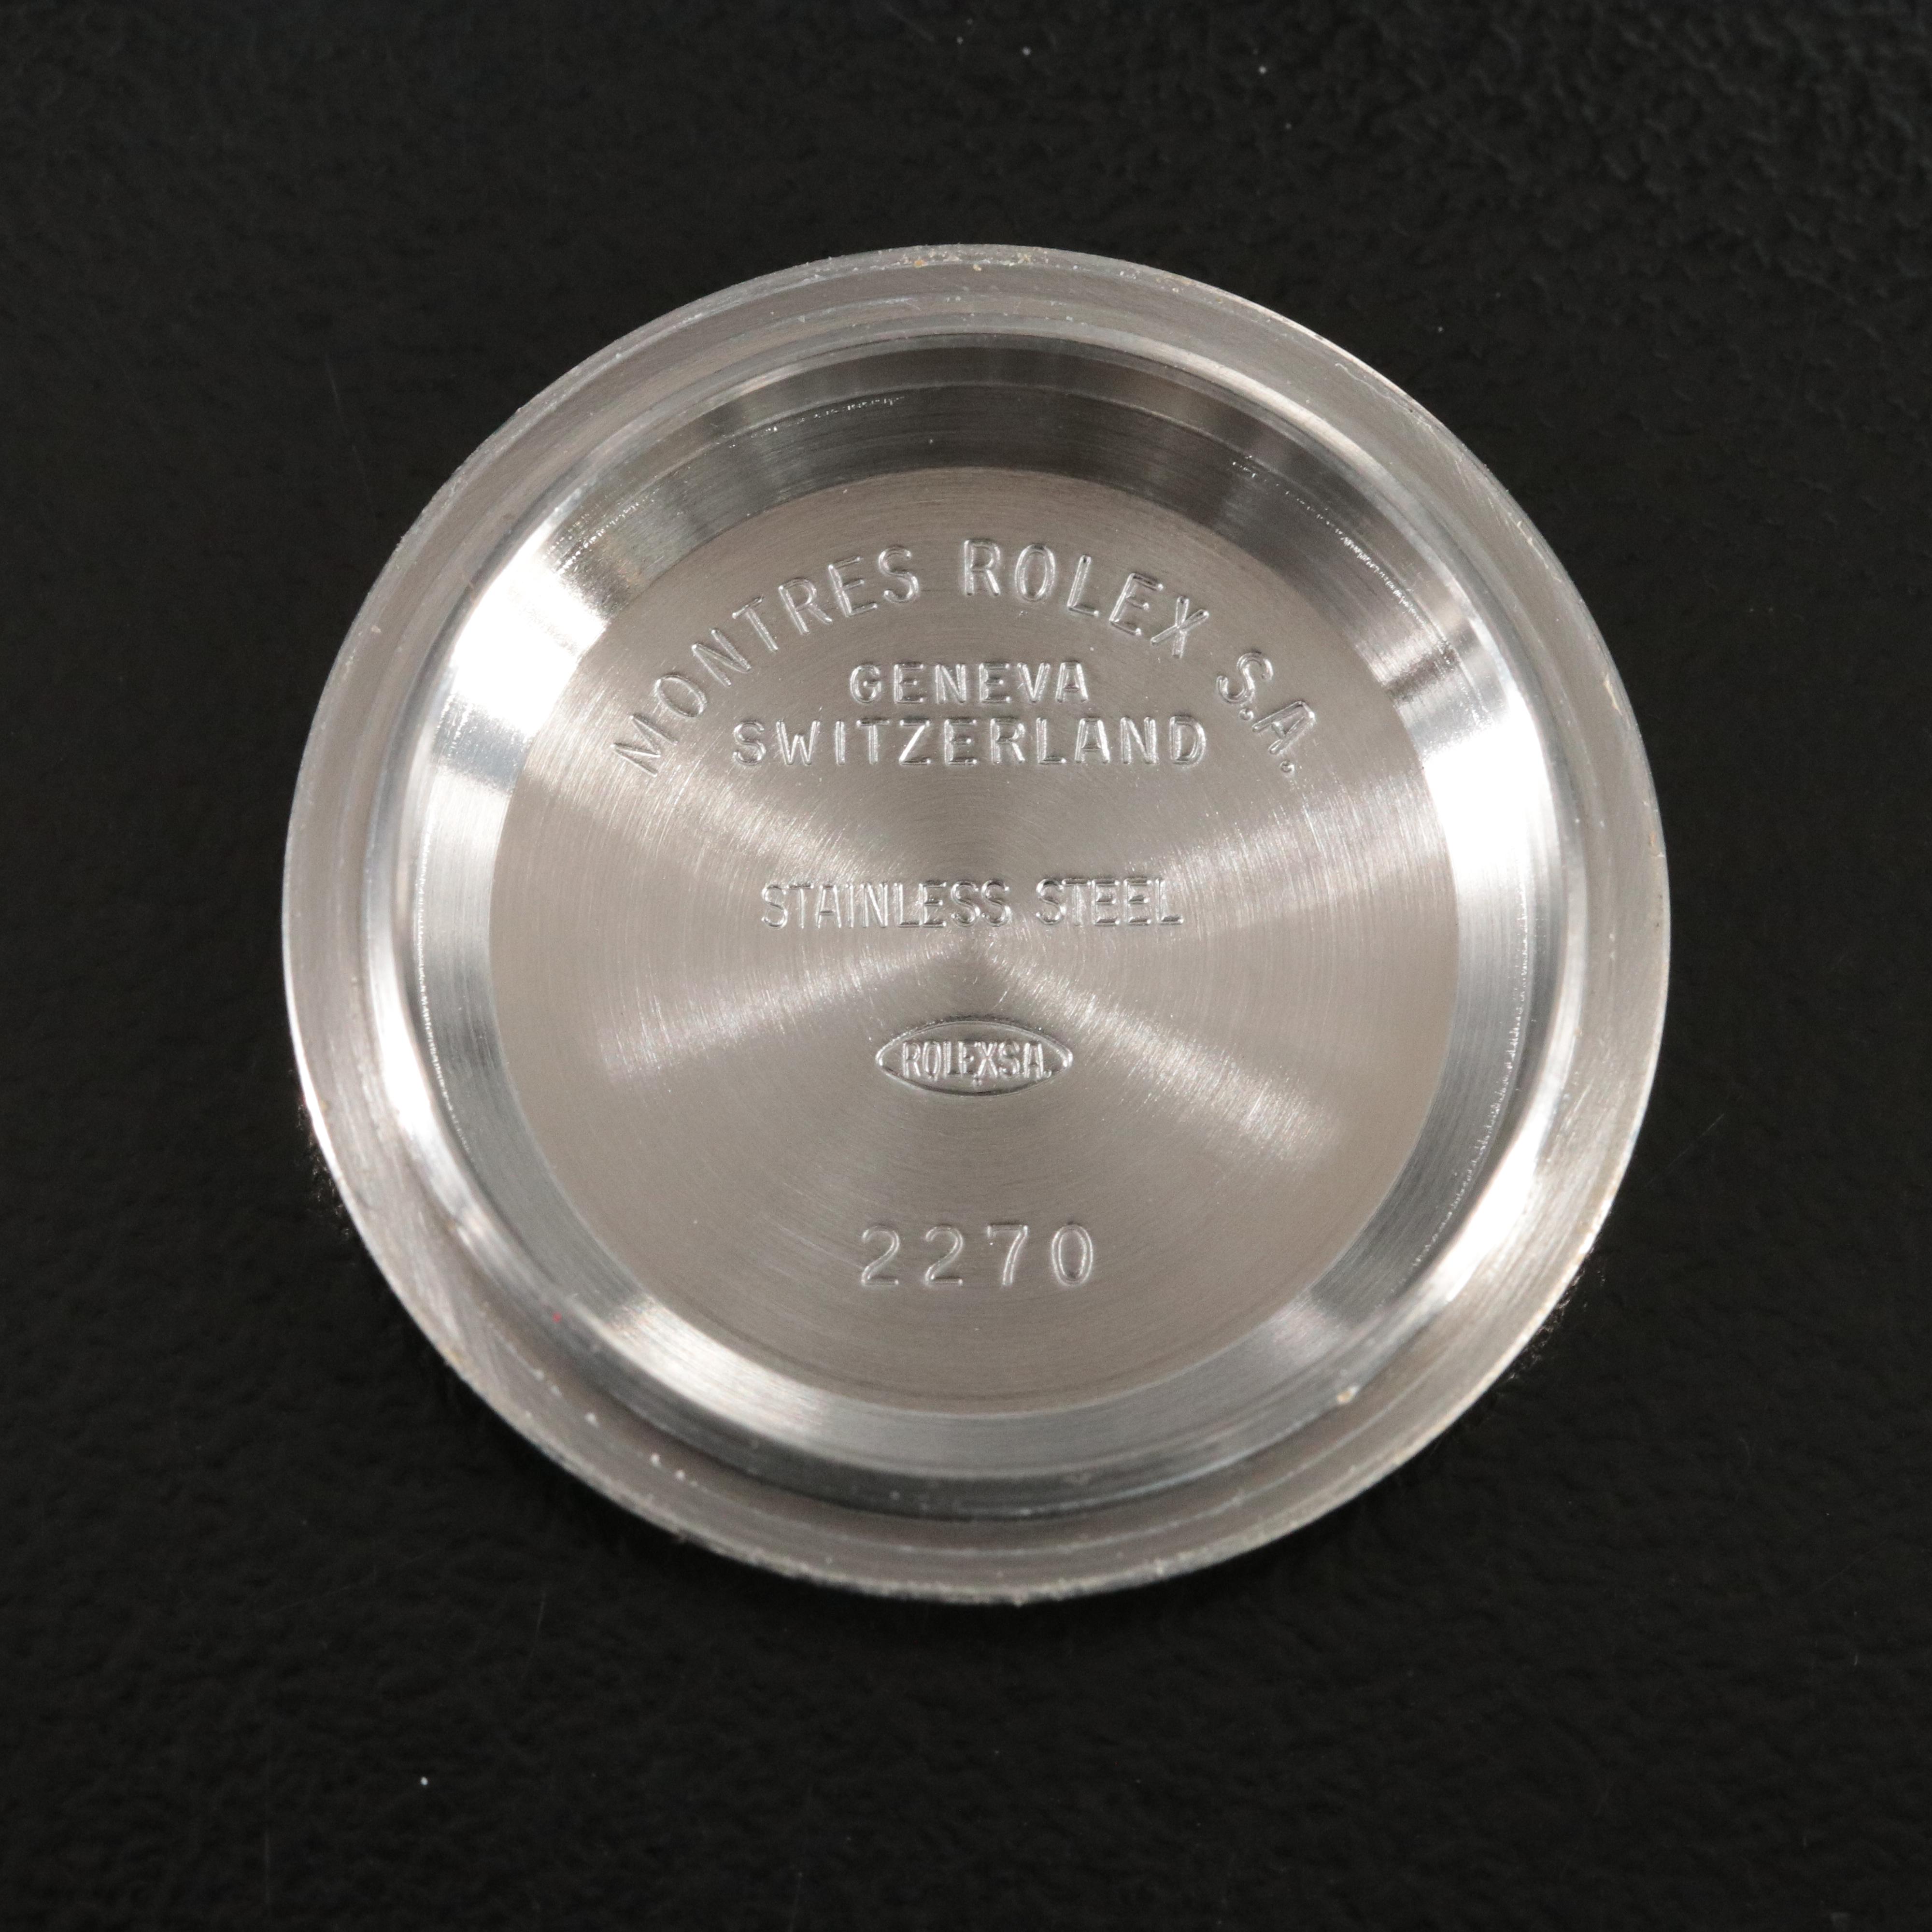 MONTRES ROLEX S.A.
GENEVA
SWITZERLAND
STAINLESS STEEL
ROLEXSA.
2270